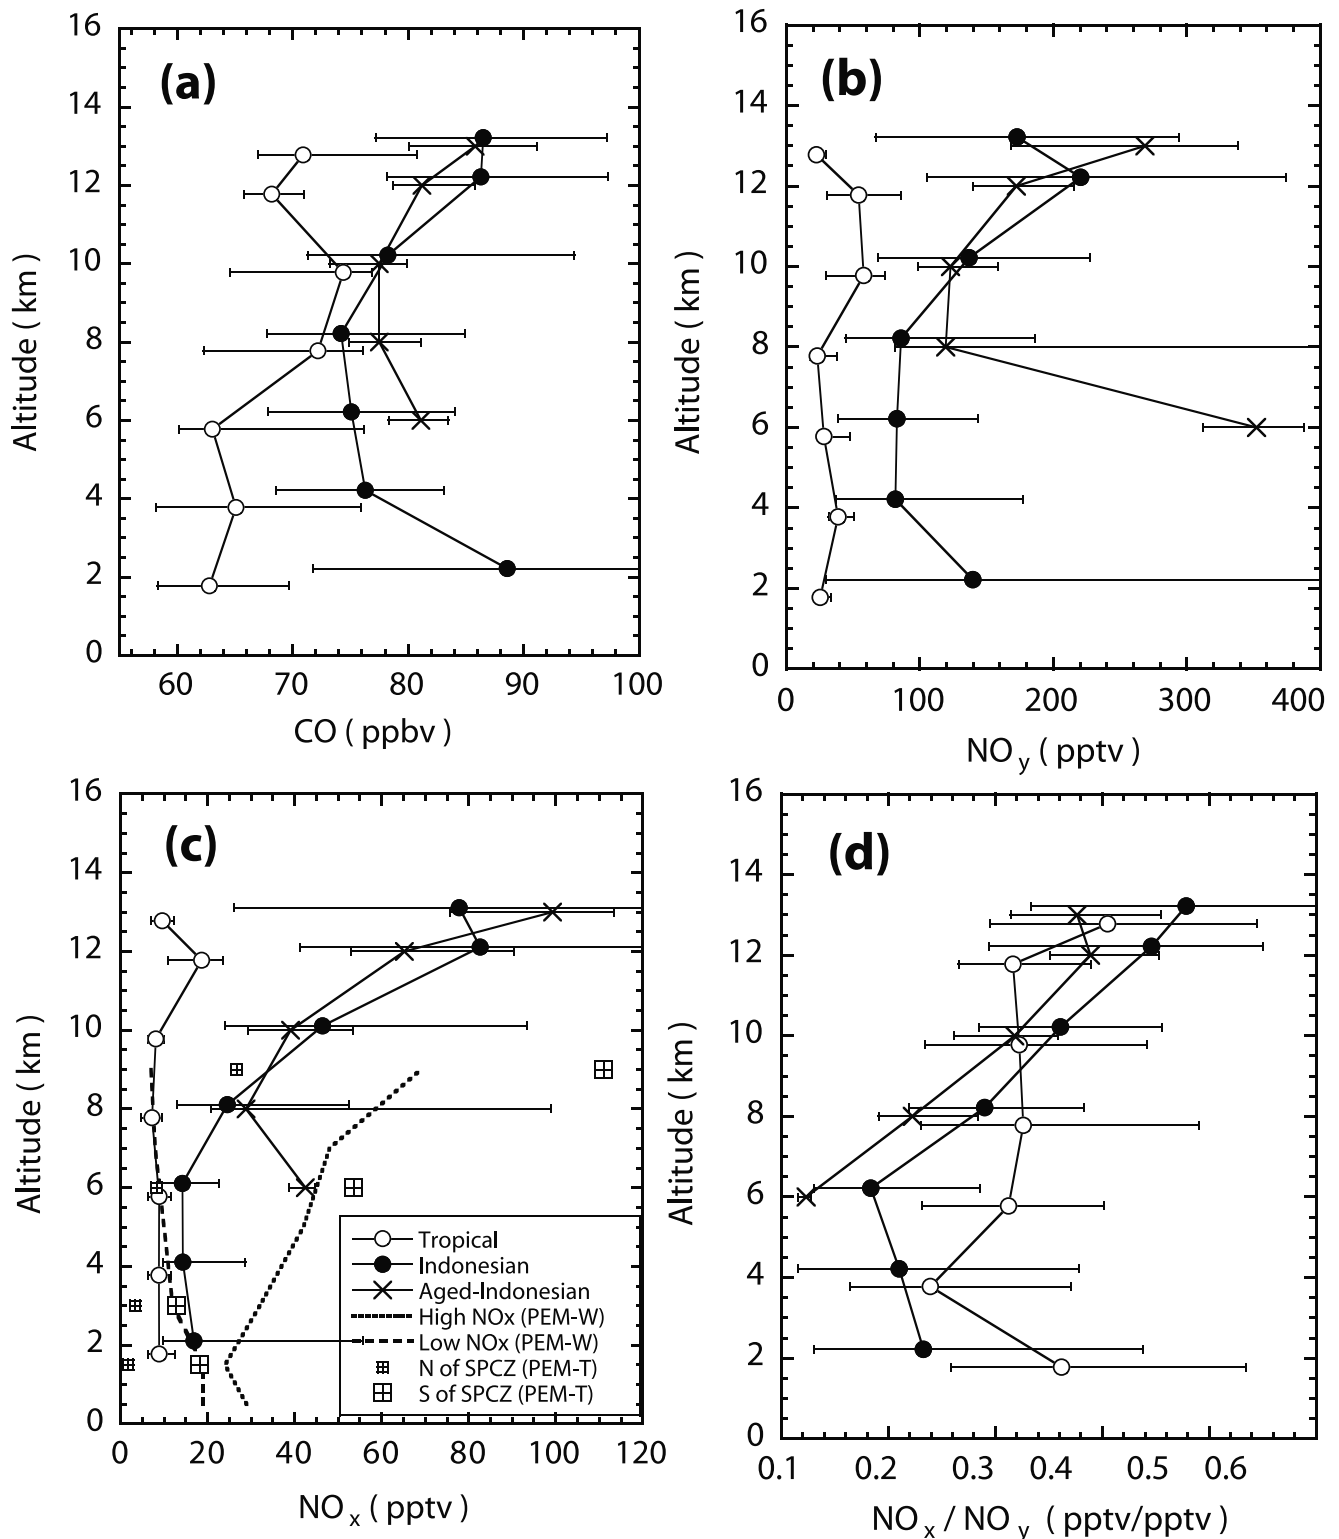 (a)
16
14
12
10
8
6
4
2
0
Altitude ( km )
60 70 80 90 100
CO ( ppbv )
(b)
16
14
12
10
8
6
4
2
0
Altitude ( km )
0 100 200 300 400
NOy ( pptv )
(c)
16
14
12
10
8
6
4
2
0
Altitude ( km )
Tropical
Indonesian
Aged-Indonesian
High NOx (PEM-W)
Low NOx (PEM-W)
N of SPCZ (PEM-T)
S of SPCZ (PEM-T)
0 20 40 60 80 100 120
NOx ( pptv )
(d)
16
14
12
10
8
6
4
2
0
Altitude ( km )
0.1 0.2 0.3 0.4 0.5 0.6
NOx / NOy ( pptv/pptv )